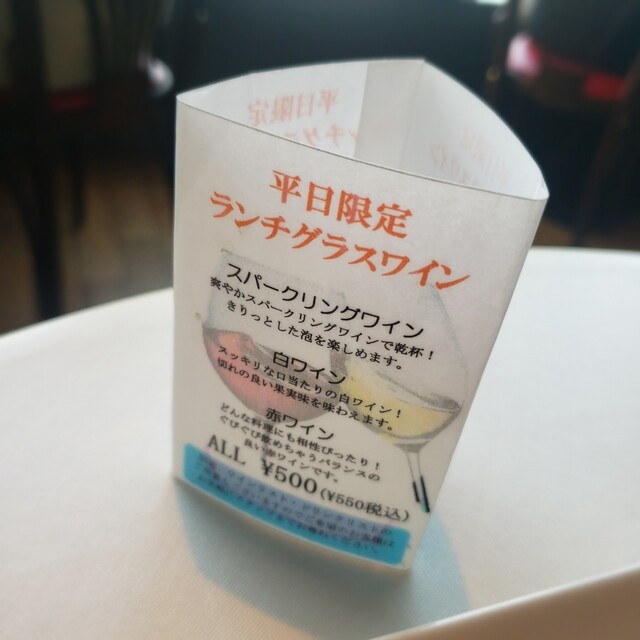 平日限定
ランチグラスワイン
スパークリングワイン
爽やかスパークリングワインで乾杯！
きりっとした泡を楽しめます。
白ワイン
スッキリな口当たりの白ワイン！
切れの良い果実味を味わえます。
赤ワイン
どんな料理にも相性ぴったり！
ぐびぐび飲めちゃうバランスの
良い赤ワインです。
ALL ¥500(¥550税込)
平日限定